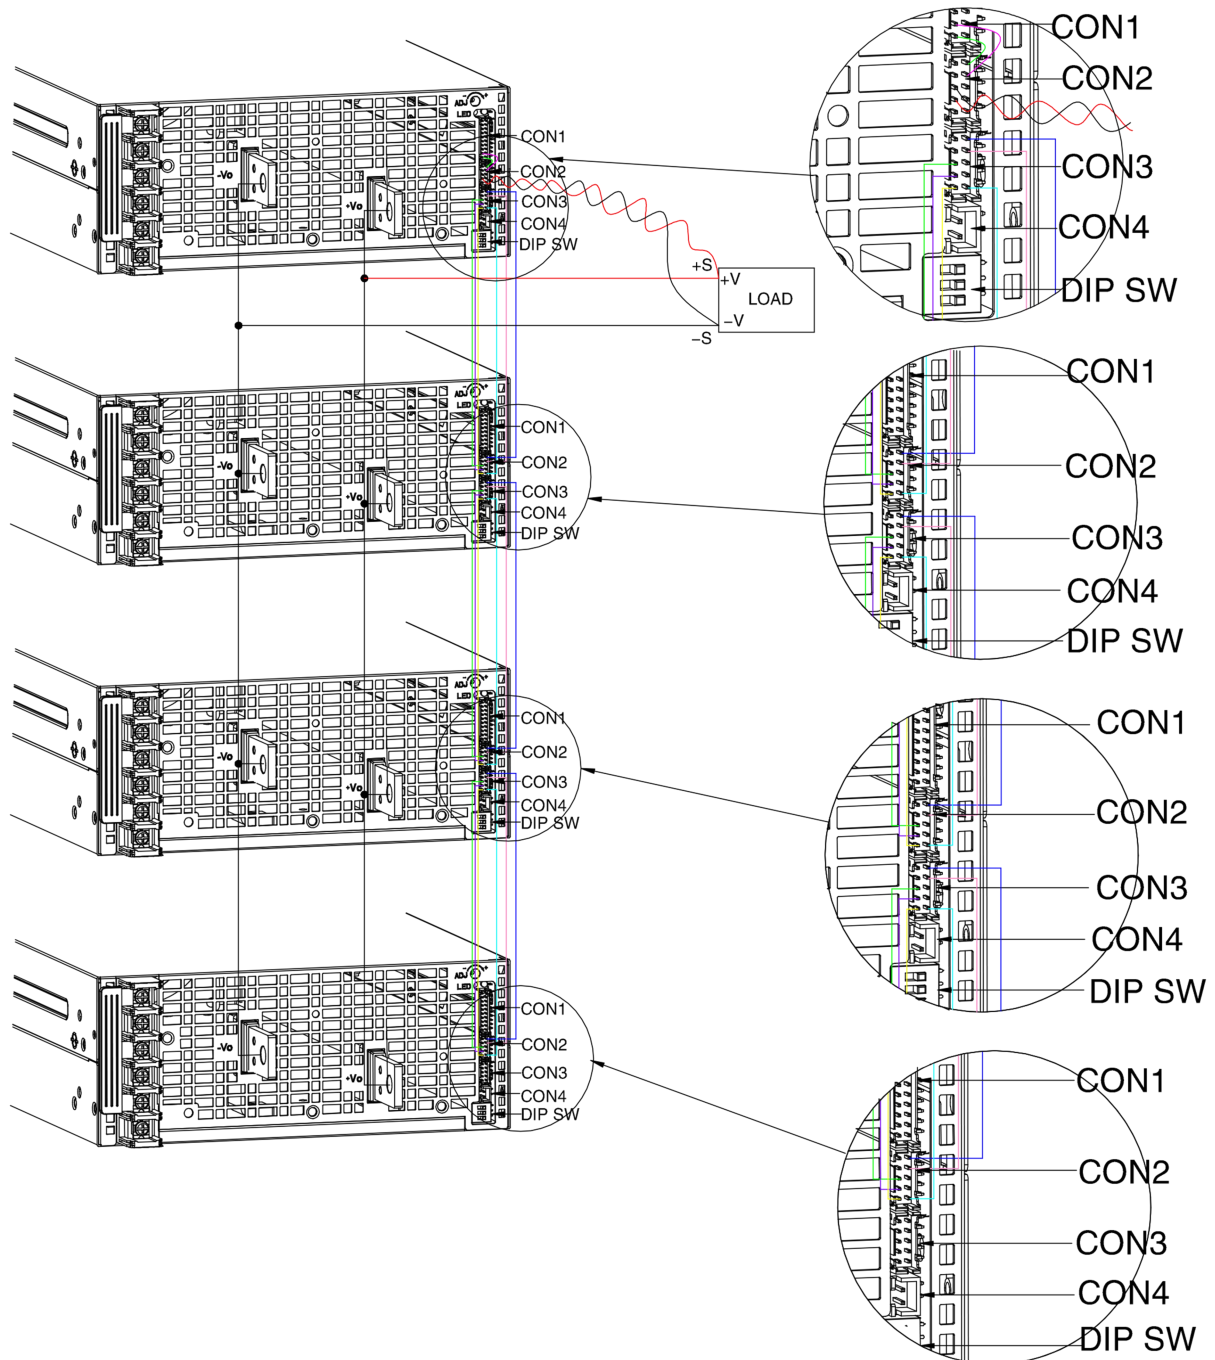 ADJ - +
LED
CON1
CON2
-Vo
+Vo
CON3
CON4
DIP SW
+S
+V
LOAD
-V
-S
CON1
CON2
CON3
CON4
DIP SW
ADJ - +
LED
CON1
-Vo
CON2
+Vo
CON3
CON4
DIP SW
CON1
CON2
CON3
CON4
DIP SW
ADJ - +
LED
CON1
-Vo
CON2
+Vo
CON3
CON4
DIP SW
CON1
CON2
CON3
CON4
DIP SW
ADJ - +
LED
CON1
-Vo
CON2
+Vo
CON3
CON4
DIP SW
CON1
CON2
CON3
CON4
DIP SW